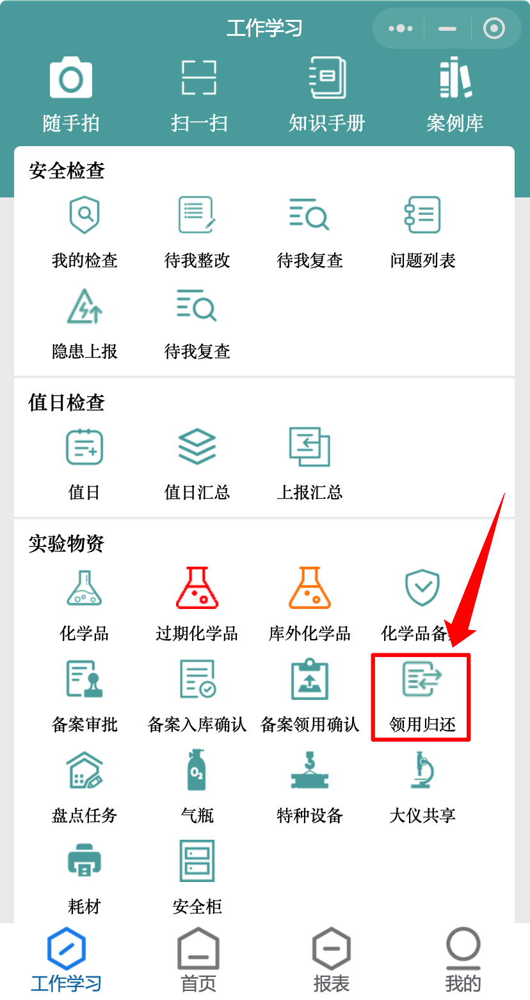 工作学习
随手拍 扫一扫 知识手册 案例库
安全检查
我的检查 待我整改 待我复查 问题列表
隐患上报 待我复查
值日检查
值日 值日汇总 上报汇总
实验物资
化学品 过期化学品 库外化学品 化学品备
备案审批 备案入库确认 备案领用确认 领用归还
O₂
盘点任务 气瓶 特种设备 大仪共享
耗材 安全柜
工作学习 首页 报表 我的